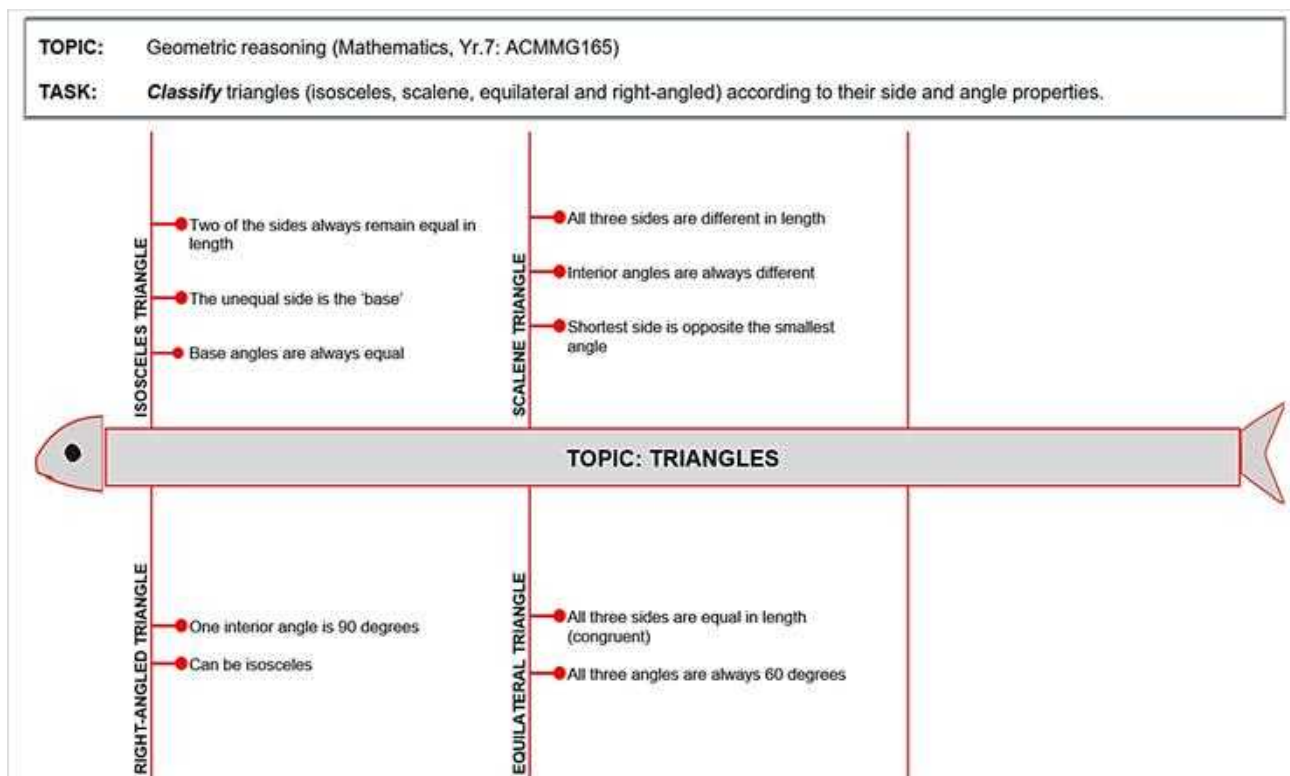 TOPIC: Geometric reasoning (Mathematics, Yr.7: ACMMG165)
TASK: Classify triangles (isosceles, scalene, equilateral and right-angled) according to their side and angle properties.
ISOSCELES TRIANGLE
Two of the sides always remain equal in
length
The unequal side is the 'base'
Base angles are always equal
SCALENE TRIANGLE
All three sides are different in length
Interior angles are always different
Shortest side is opposite the smallest
angle
TOPIC: TRIANGLES
RIGHT-ANGLED TRIANGLE
One interior angle is 90 degrees
Can be isosceles
EQUILATERAL TRIANGLE
All three sides are equal in length
(congruent)
All three angles are always 60 degrees